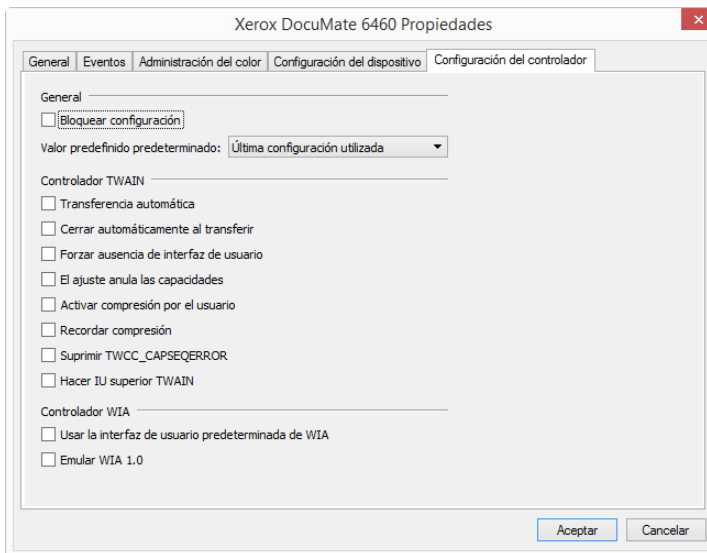 Xerox DocuMate 6460 Propiedades
General Eventos Administración del color Configuración del dispositivo Configuración del controlador
General
Bloquear configuración
Valor predefinido predeterminado: Última configuración utilizada
Controlador TWAIN
Transferencia automática
Cerrar automáticamente al transferir
Forzar ausencia de interfaz de usuario
El ajuste anula las capacidades
Activar compresión por el usuario
Recordar compresión
Suprimir TWCC_CAPSEQERROR
Hacer IU superior TWAIN
Controlador WIA
Usar la interfaz de usuario predeterminada de WIA
Emular WIA 1.0
Aceptar Cancelar